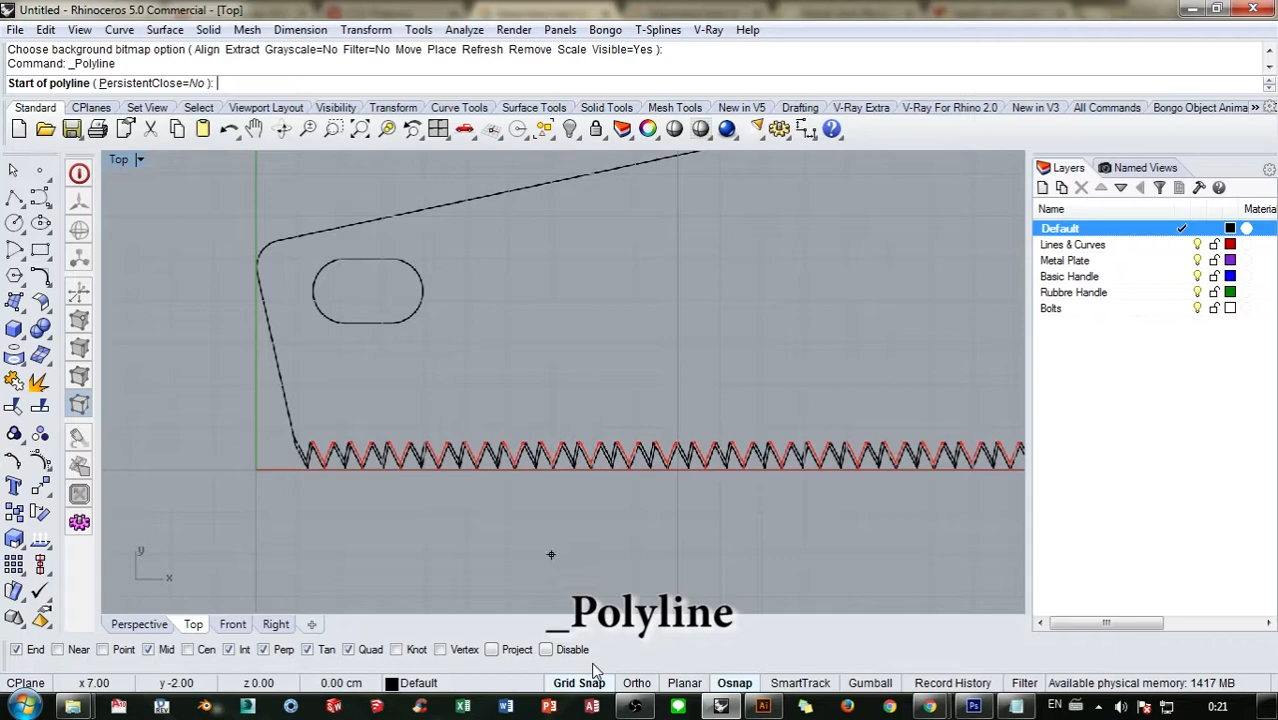 Untitled - Rhinoceros 5.0 Commercial - [Top]
File Edit View Curve Surface Solid Mesh Dimension Transform Tools Analyze Render Panels Bongo T-Splines V-Ray Help
Choose background bitmap option ( Align Extract Grayscale=No Filter=No Move Place Refresh Remove Scale Visible=Yes ):
Command: _Polyline
Start of polyline ( PersistentClose=No ):
Standard CPlanes Set View Select Viewport Layout Visibility Transform Curve Tools Surface Tools Solid Tools Mesh Tools New in V5 Drafting V-Ray Extra V-Ray For Rhino 2.0 New in V3 All Commands Bongo Object Anima »
Top
Layers Named Views
Name Material
Default
Lines & Curves
Metal Plate
Basic Handle
Rubbre Handle
Bolts
y
x
_Polyline
Perspective Top Front Right
End Near Point Mid Cen Int Perp Tan Quad Knot Vertex Project Disable
CPlane x 7.00 y -2.00 z 0.00 0.00 cm Default Grid Snap Ortho Planar Osnap SmartTrack Gumball Record History Filter Available physical memory: 1417 MB
EN 0:21